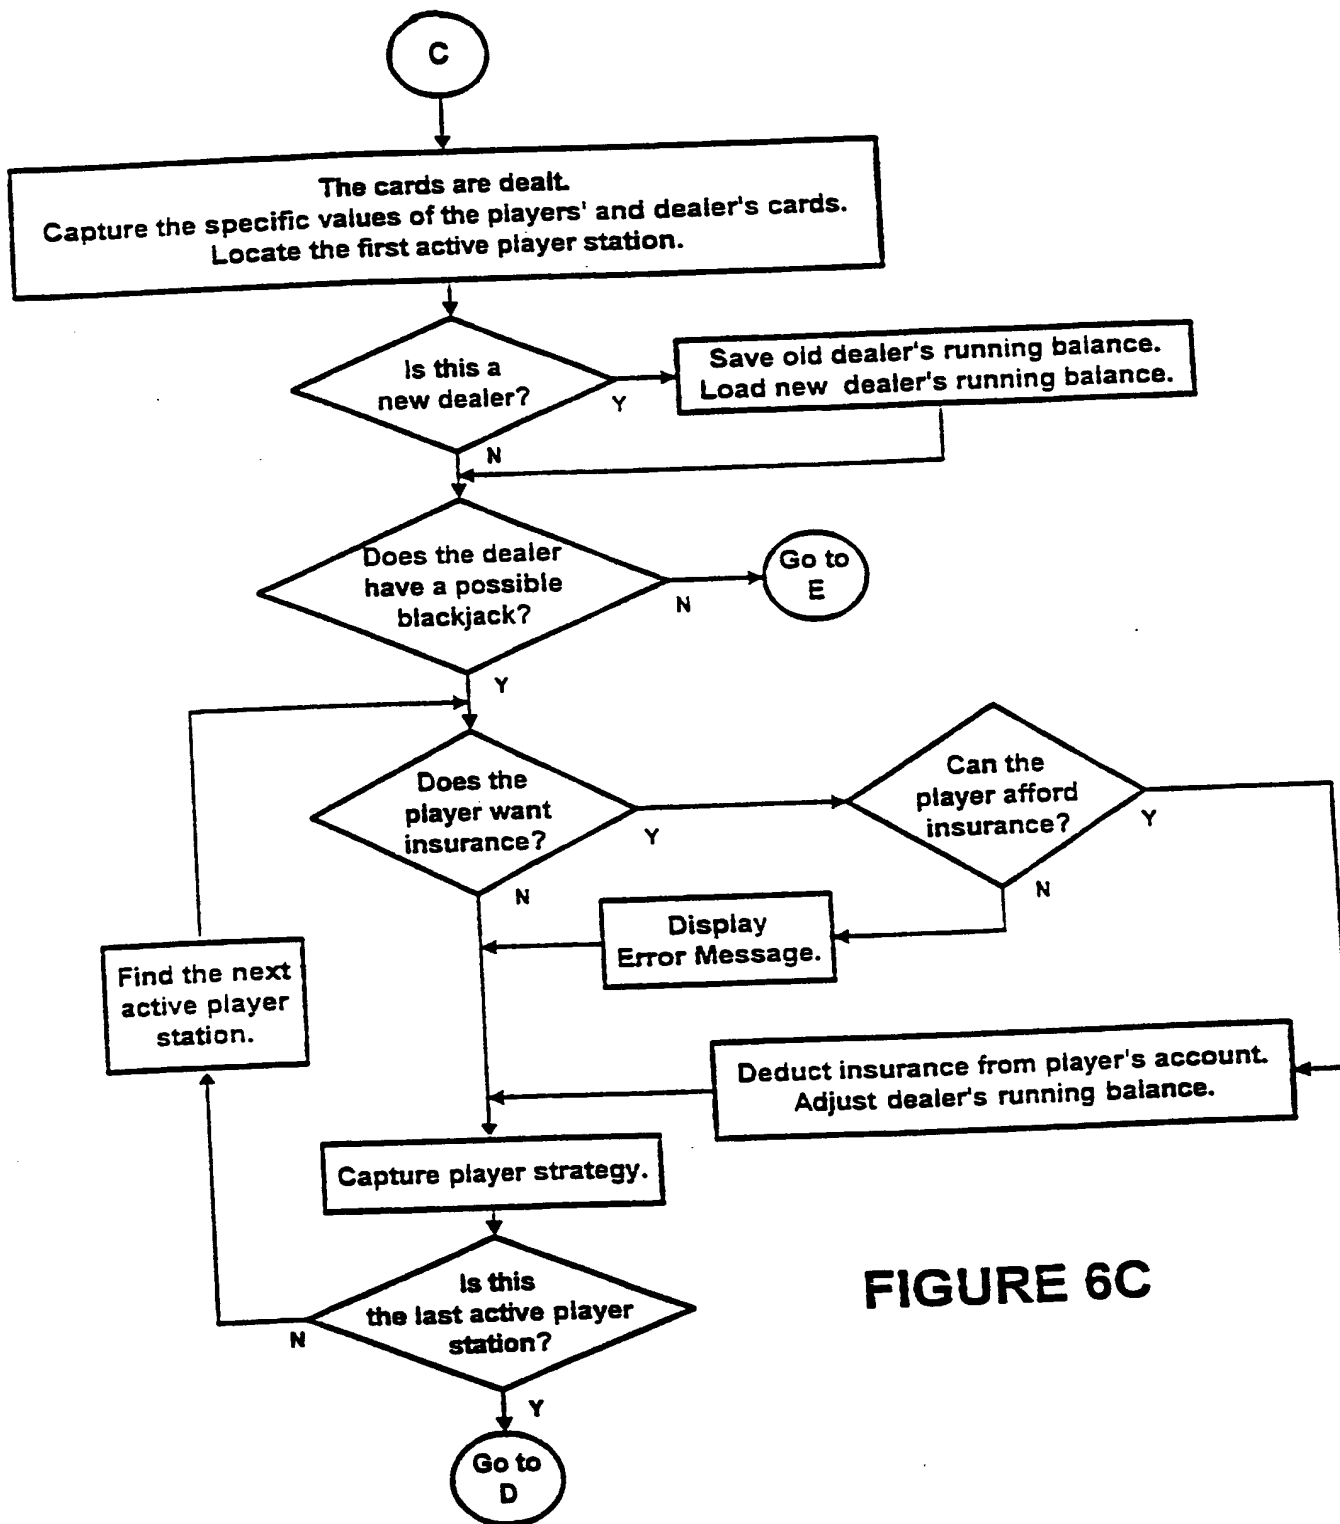 C
The cards are dealt.
Capture the specific values of the players' and dealer's cards.
Locate the first active player station.
Is this a
new dealer?
Y
N
Save old dealer's running balance.
Load new dealer's running balance.
Does the dealer
have a possible
blackjack?
N
Y
Go to
E
Does the
player want
insurance?
Y
N
Can the
player afford
insurance?
Y
N
Display
Error Message.
Find the next
active player
station.
Deduct insurance from player's account.
Adjust dealer's running balance.
Capture player strategy.
Is this
the last active player
station?
N
Y
Go to
D
FIGURE 6C